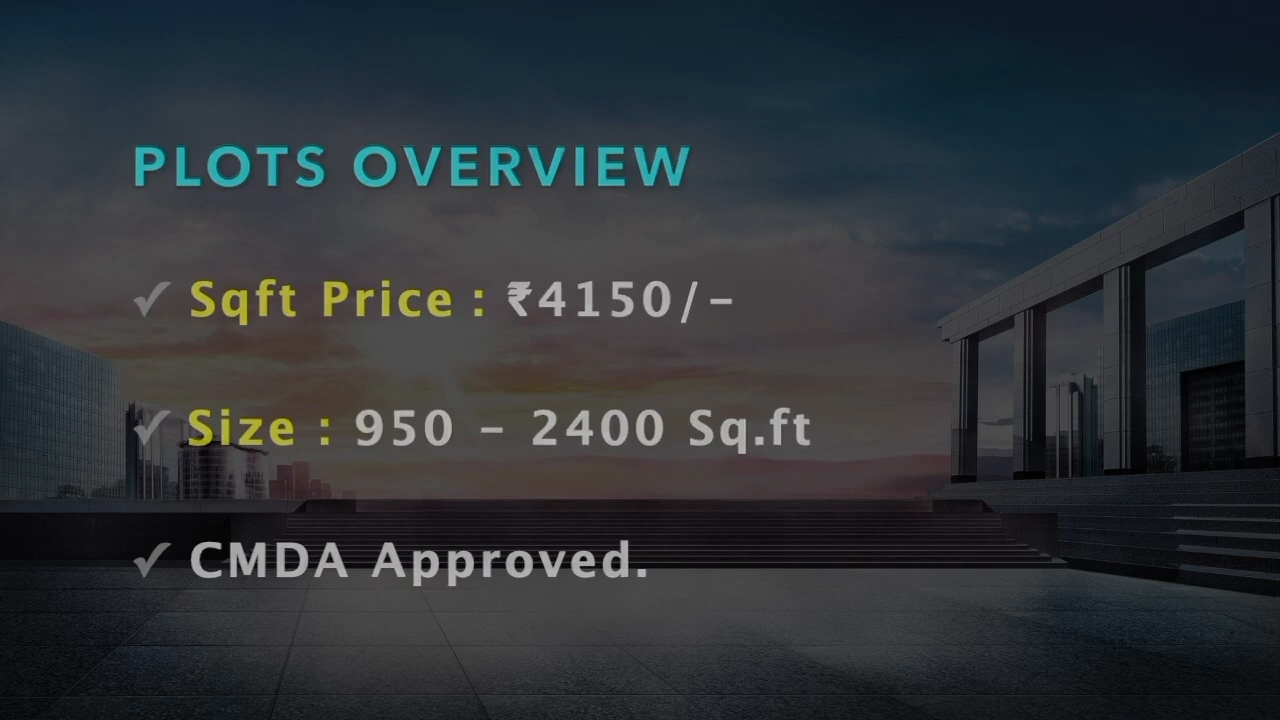 PLOTS OVERVIEW
✓ Sqft Price : ₹4150/-
✓ Size : 950 - 2400 Sq.ft
✓ CMDA Approved.